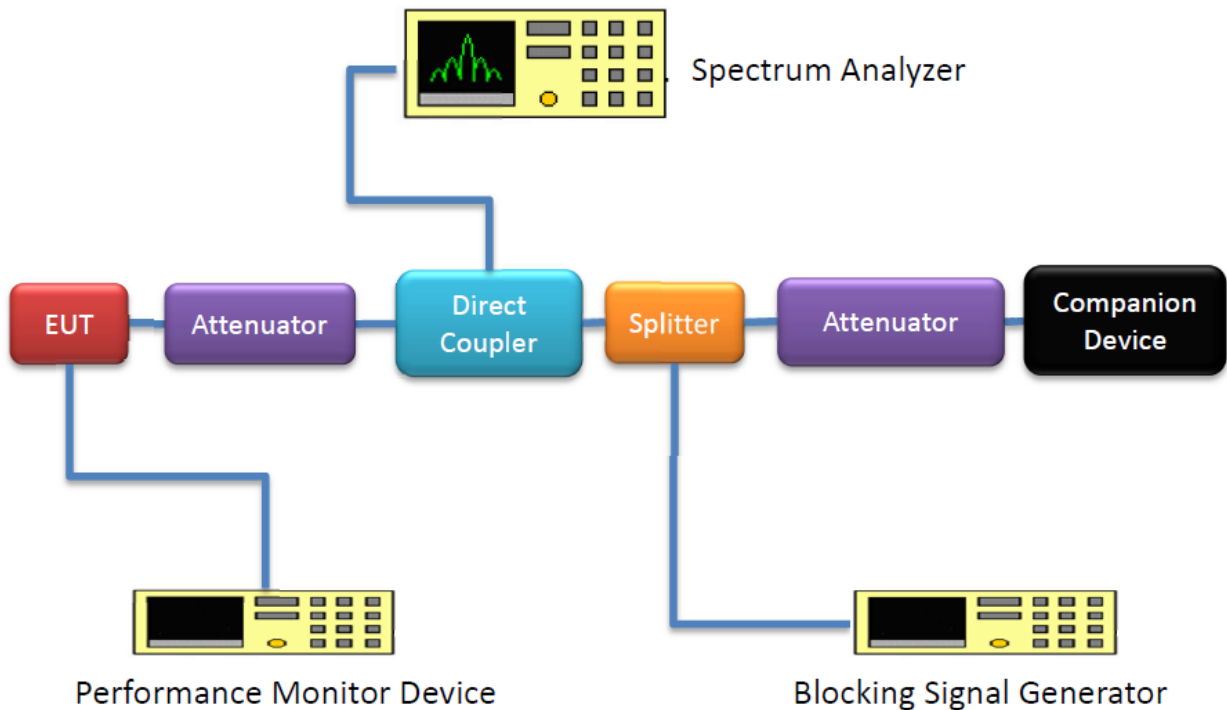 . Spectrum Analyzer
EUT
Attenuator
Direct
Coupler
Splitter
Attenuator
Companion
Device
Performance Monitor Device
Blocking Signal Generator